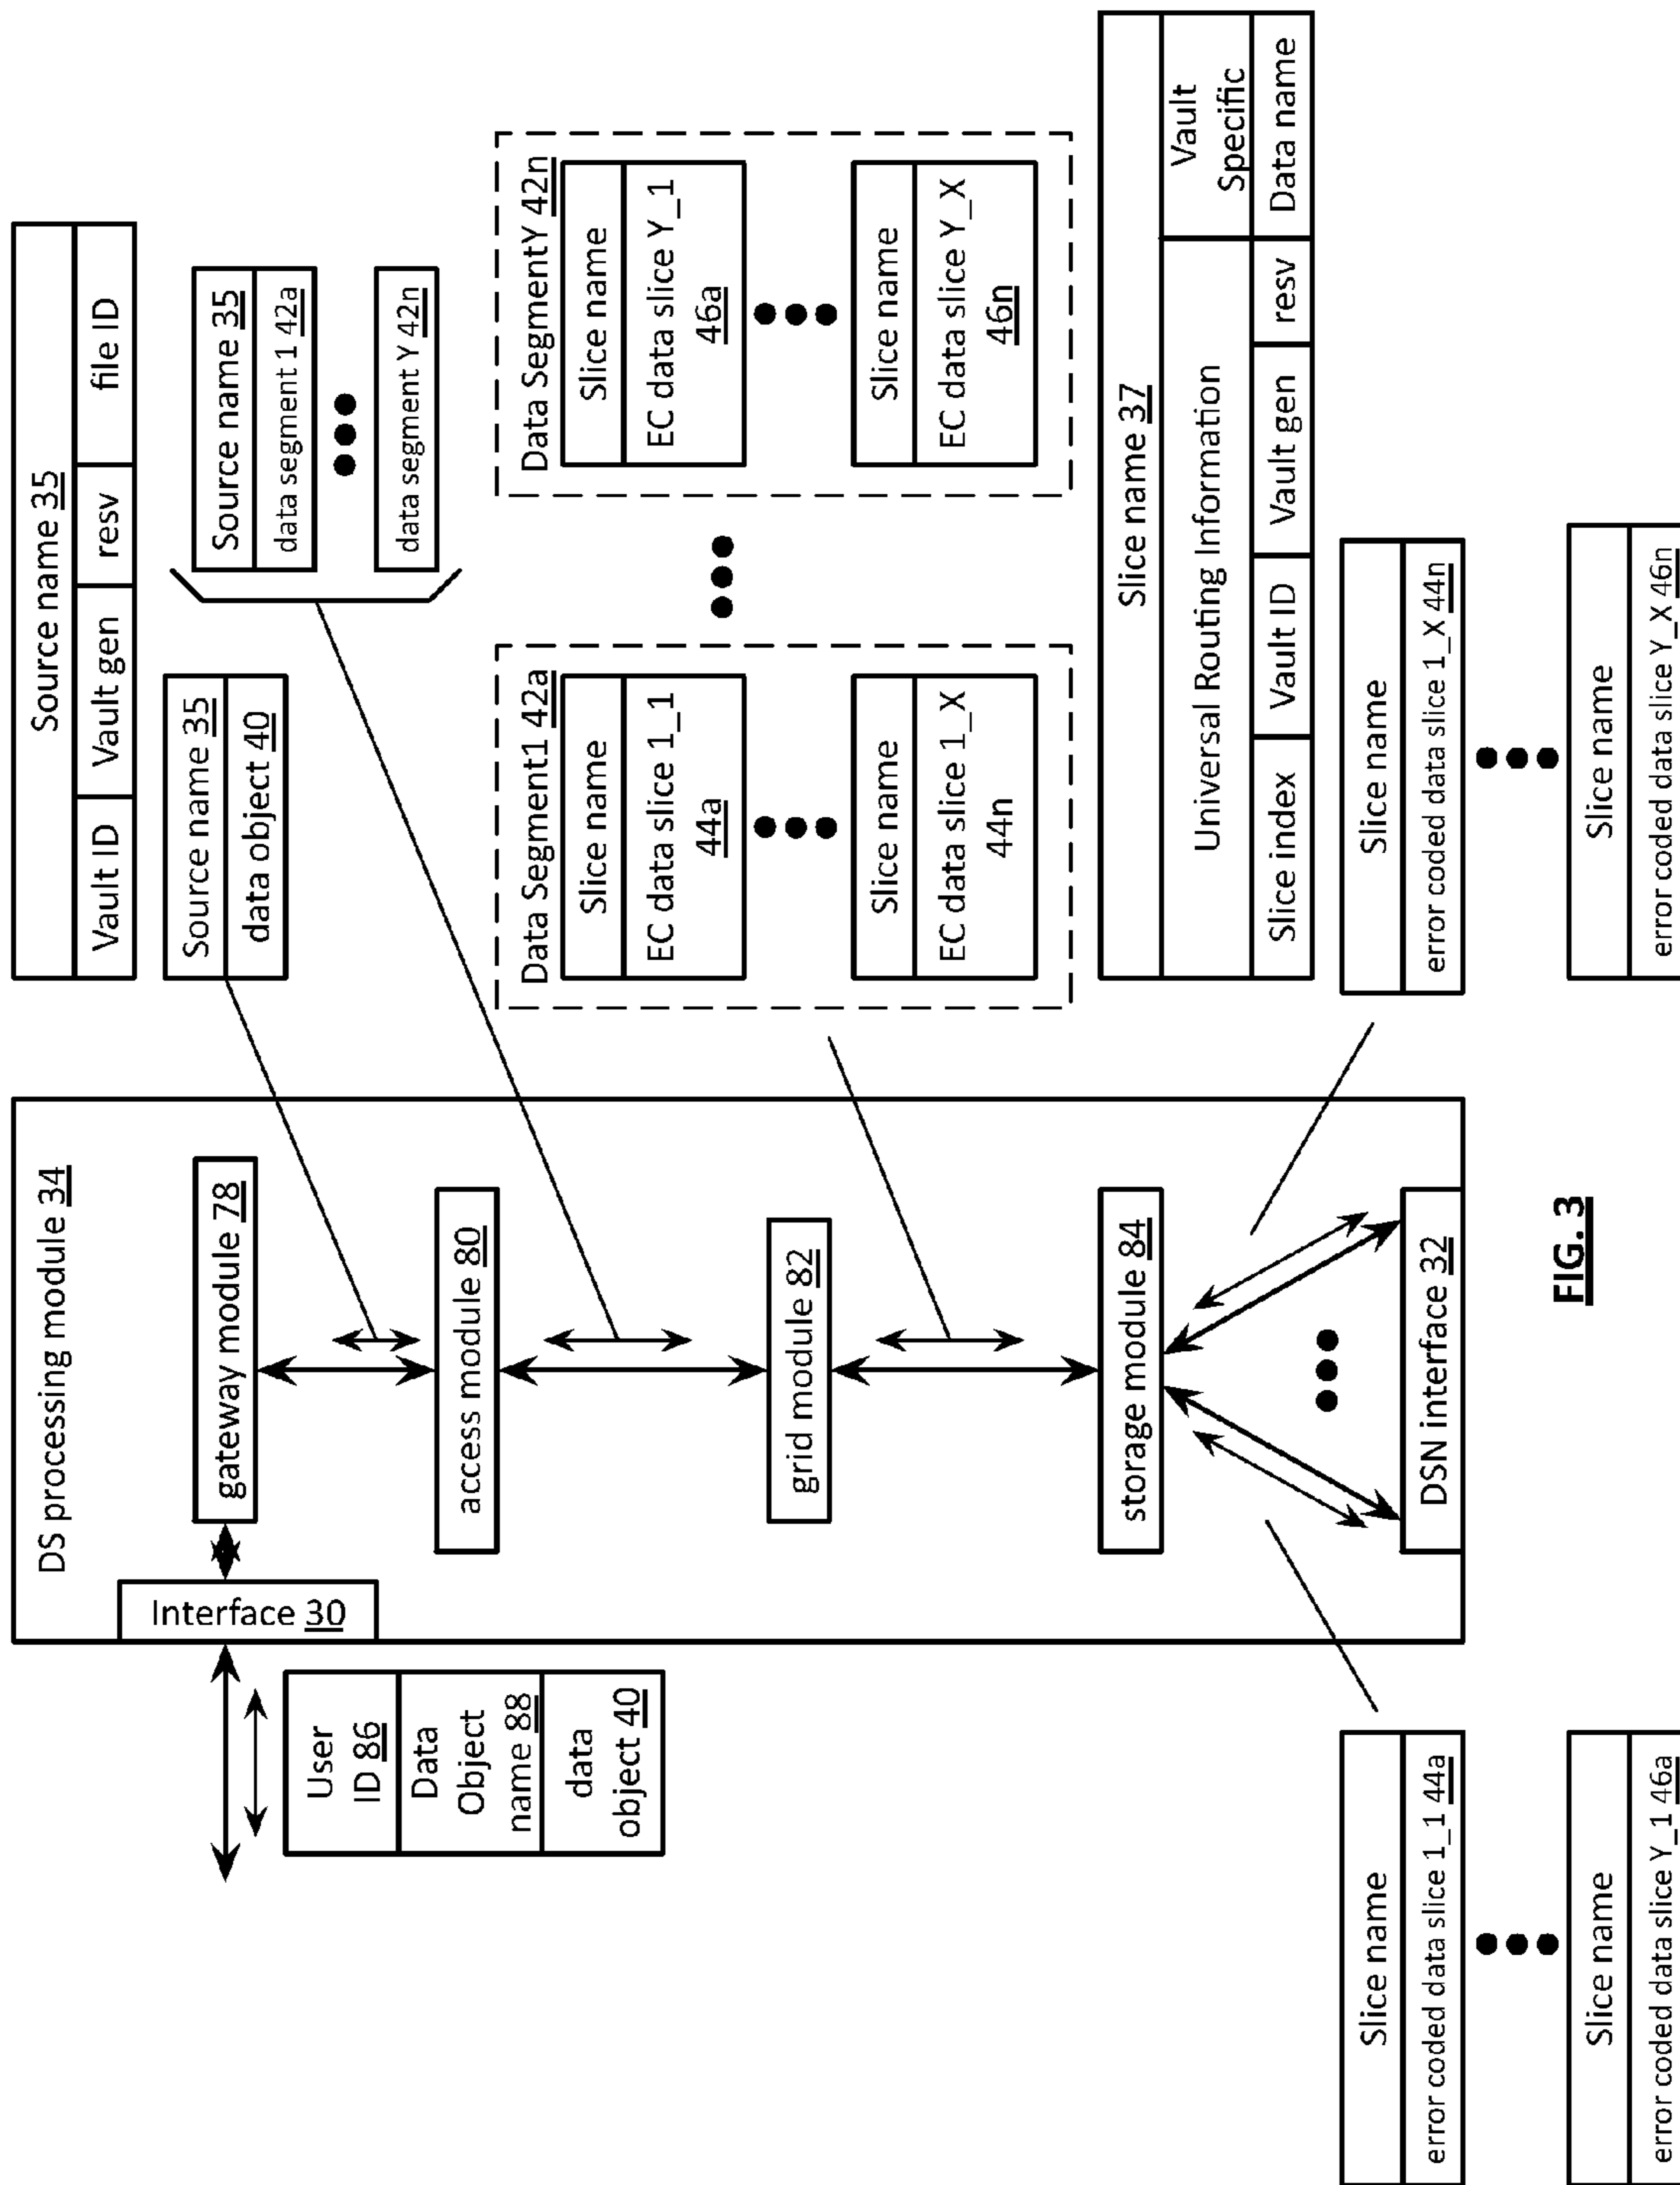 DS processing module 34
Interface 30
gateway module 78
access module 80
grid module 82
storage module 84
DSN interface 32
User
ID 86
Data
Object
name 88
data
object 40
Source name 35
Vault ID
Vault gen
resv
file ID
Source name 35
data object 40
Source name 35
data segment 1 42a
data segment Y 42n
Data Segment1 42a
Slice name
EC data slice 1_1
44a
Slice name
EC data slice 1_X
44n
Data SegmentY 42n
Slice name
EC data slice Y_1
46a
Slice name
EC data slice Y_X
46n
Slice name 37
Universal Routing Information
Vault
Specific
Slice index
Vault ID
Vault gen
resv
Data name
Slice name
error coded data slice 1_1 44a
Slice name
error coded data slice Y_1 46a
Slice name
error coded data slice 1_X 44n
Slice name
error coded data slice Y_X 46n
FIG. 3